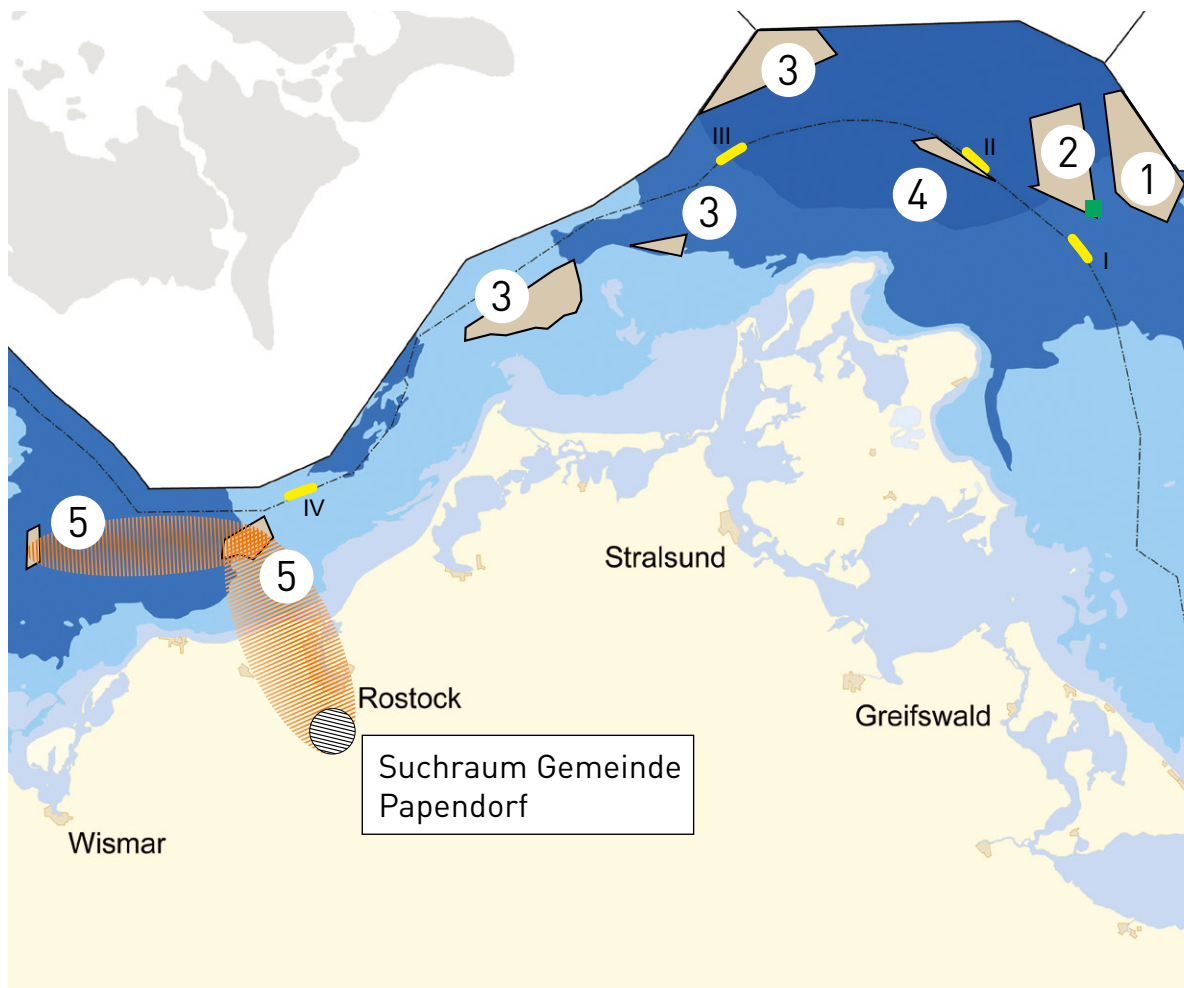 3
III
II
2
1
4
3
I
3
IV
5
5
Stralsund
Rostock
Greifswald
Suchraum Gemeinde
Papendorf
Wismar